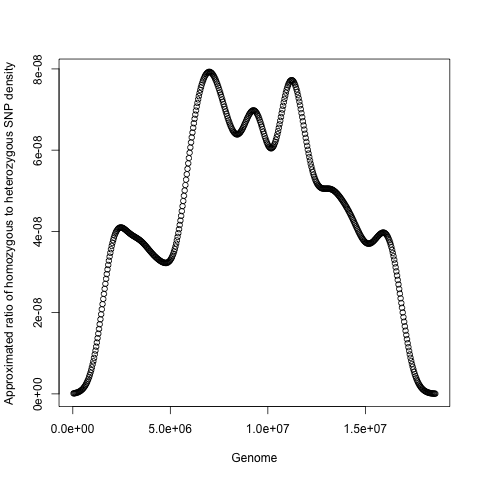 Approximated ratio of homozygous to heterozygous SNP density
8e-08
6e-08
4e-08
2e-08
0e+00
0.0e+00 5.0e+06 1.0e+07 1.5e+07
Genome